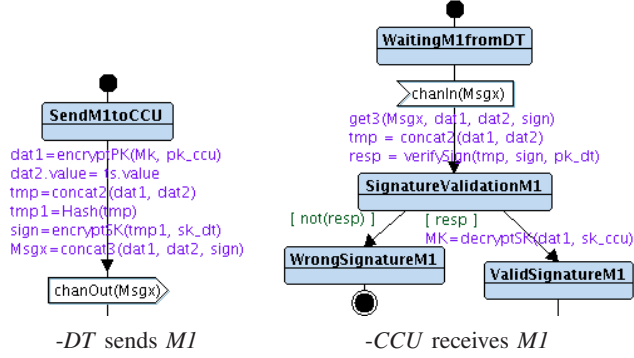 SendM1toCCU
dat1=encryptPK(Mk, pk_ccu)
dat2.value= ts.value
tmp=concat2(dat1, dat2)
tmp1=Hash(tmp)
sign=encryptSK(tmp1, sk_dt)
Msgx=concat3(dat1, dat2, sign)
chanOut(Msgx)
-DT sends M1
WaitingM1fromDT
chanIn(Msgx)
get3(Msgx, dat1, dat2, sign)
tmp = concat2(dat1, dat2)
resp = verifySign(tmp, sign, pk_dt)
SignatureValidationM1
[ not(resp) ]
[ resp ]
MK=decryptSK(dat1, sk_ccu)
WrongSignatureM1
ValidSignatureM1
-CCU receives M1